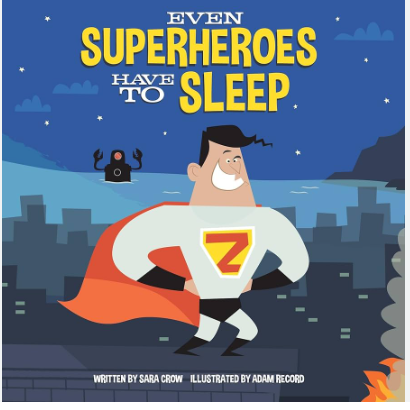 EVEN
SUPERHEROES
HAVE TO SLEEP
Z
WRITTEN BY SARA CROW ILLUSTRATED BY ADAM RECORD